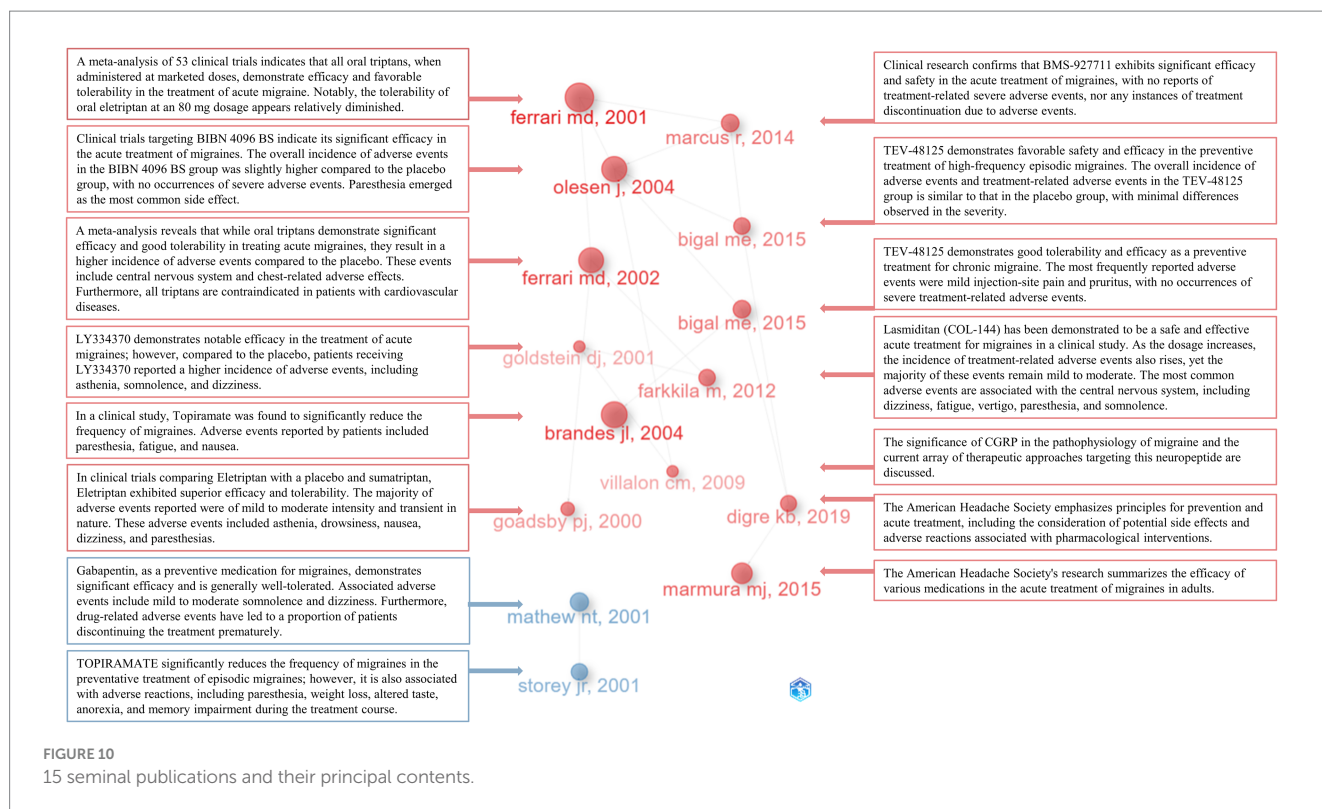 A meta-analysis of 53 clinical trials indicates that all oral triptans, when
administered at marketed doses, demonstrate efficacy and favorable
tolerability in the treatment of acute migraine. Notably, the tolerability of
oral eletriptan at an 80 mg dosage appears relatively diminished.
Clinical trials targeting BIBN 4096 BS indicate its significant efficacy in
the acute treatment of migraines. The overall incidence of adverse events
in the BIBN 4096 BS group was slightly higher compared to the placebo
group, with no occurrences of severe adverse events. Paresthesia emerged
as the most common side effect.
A meta-analysis reveals that while oral triptans demonstrate significant
efficacy and good tolerability in treating acute migraines, they result in a
higher incidence of adverse events compared to the placebo. These events
include central nervous system and chest-related adverse effects.
Furthermore, all triptans are contraindicated in patients with cardiovascular
diseases.
LY334370 demonstrates notable efficacy in the treatment of acute
migraines; however, compared to the placebo, patients receiving
LY334370 reported a higher incidence of adverse events, including
asthenia, somnolence, and dizziness.
In a clinical study, Topiramate was found to significantly reduce the
frequency of migraines. Adverse events reported by patients included
paresthesia, fatigue, and nausea.
In clinical trials comparing Eletriptan with a placebo and sumatriptan,
Eletriptan exhibited superior efficacy and tolerability. The majority of
adverse events reported were of mild to moderate intensity and transient in
nature. These adverse events included asthenia, drowsiness, nausea,
dizziness, and paresthesias.
Gabapentin, as a preventive medication for migraines, demonstrates
significant efficacy and is generally well-tolerated. Associated adverse
events include mild to moderate somnolence and dizziness. Furthermore,
drug-related adverse events have led to a proportion of patients
discontinuing the treatment prematurely.
TOPIRAMATE significantly reduces the frequency of migraines in the
preventative treatment of episodic migraines; however, it is also associated
with adverse reactions, including paresthesia, weight loss, altered taste,
anorexia, and memory impairment during the treatment course.
ferrari md, 2001
marcus r, 2014
olesen j, 2004
bigal me, 2015
ferrari md, 2002
bigal me, 2015
goldstein dj, 2001
farkkila m, 2012
brandes jl, 2004
villalon cm, 2009
goadsby pj, 2000
digre kb, 2019
marmura mj, 2015
mathew nt, 2001
storey jr, 2001
Clinical research confirms that BMS-927711 exhibits significant efficacy
and safety in the acute treatment of migraines, with no reports of
treatment-related severe adverse events, nor any instances of treatment
discontinuation due to adverse events.
TEV-48125 demonstrates favorable safety and efficacy in the preventive
treatment of high-frequency episodic migraines. The overall incidence of
adverse events and treatment-related adverse events in the TEV-48125
group is similar to that in the placebo group, with minimal differences
observed in the severity.
TEV-48125 demonstrates good tolerability and efficacy as a preventive
treatment for chronic migraine. The most frequently reported adverse
events were mild injection-site pain and pruritus, with no occurrences of
severe treatment-related adverse events.
Lasmiditan (COL-144) has been demonstrated to be a safe and effective
acute treatment for migraines in a clinical study. As the dosage increases,
the incidence of treatment-related adverse events also rises, yet the
majority of these events remain mild to moderate. The most common
adverse events are associated with the central nervous system, including
dizziness, fatigue, vertigo, paresthesia, and somnolence.
The significance of CGRP in the pathophysiology of migraine and the
current array of therapeutic approaches targeting this neuropeptide are
discussed.
The American Headache Society emphasizes principles for prevention and
acute treatment, including the consideration of potential side effects and
adverse reactions associated with pharmacological interventions.
The American Headache Society's research summarizes the efficacy of
various medications in the acute treatment of migraines in adults.
FIGURE 10
15 seminal publications and their principal contents.